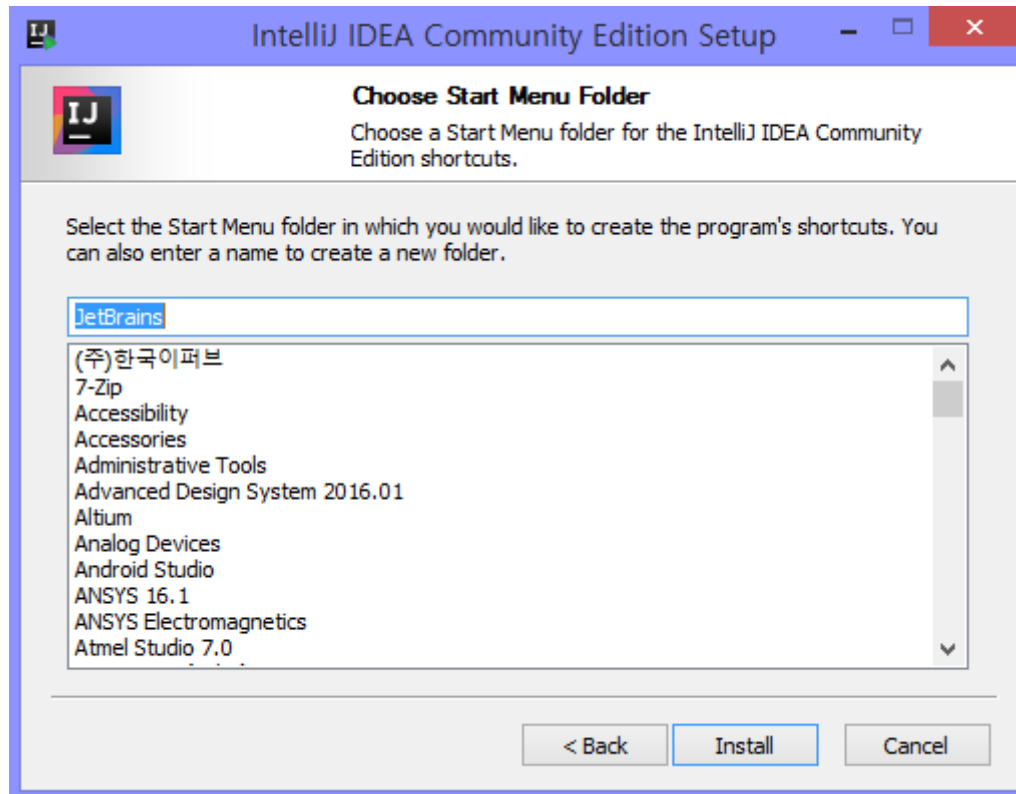 IntelliJ IDEA Community Edition Setup
IJ
Choose Start Menu Folder
Choose a Start Menu folder for the IntelliJ IDEA Community
Edition shortcuts.
Select the Start Menu folder in which you would like to create the program's shortcuts. You
can also enter a name to create a new folder.
JetBrains
(주)한국이퍼브
7-Zip
Accessibility
Accessories
Administrative Tools
Advanced Design System 2016.01
Altium
Analog Devices
Android Studio
ANSYS 16.1
ANSYS Electromagnetics
Atmel Studio 7.0
< Back Install Cancel